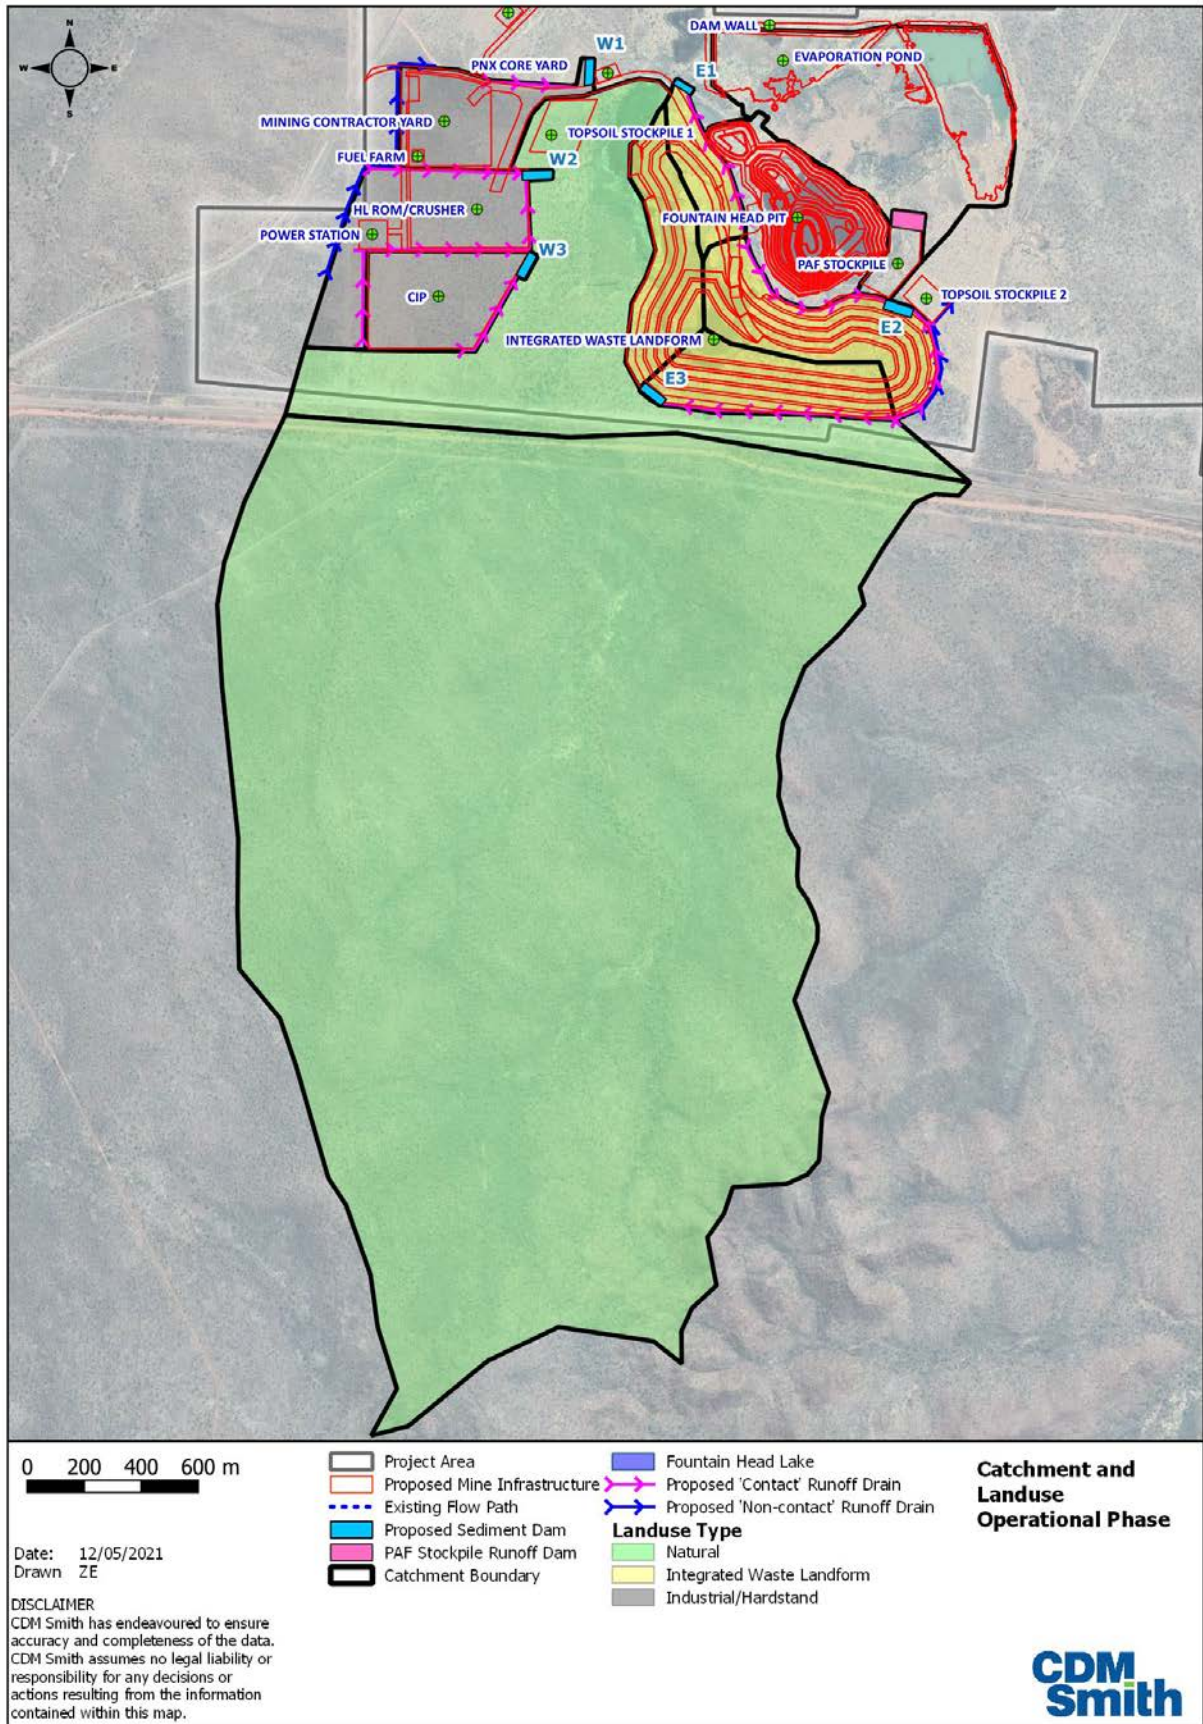 N
W
E
S
DAM WALL
W1
PNX CORE YARD
EVAPORATION POND
E1
MINING CONTRACTOR YARD
TOPSOIL STOCKPILE 1
FUEL FARM
W2
HL ROM/CRUSHER
FOUNTAIN HEAD PIT
POWER STATION
W3
PAF STOCKPILE
CIP
TOPSOIL STOCKPILE 2
E2
INTEGRATED WASTE LANDFORM
E3
0 200 400 600 m
Date: 12/05/2021
Drawn ZE
DISCLAIMER
CDM Smith has endeavoured to ensure
accuracy and completeness of the data.
CDM Smith assumes no legal liability or
responsibility for any decisions or
actions resulting from the information
contained within this map.
Project Area
Proposed Mine Infrastructure
Existing Flow Path
Proposed Sediment Dam
PAF Stockpile Runoff Dam
Catchment Boundary
Fountain Head Lake
Proposed 'Contact' Runoff Drain
Proposed 'Non-contact' Runoff Drain
Landuse Type
Natural
Integrated Waste Landform
Industrial/Hardstand
Catchment and
Landuse
Operational Phase
CDM
Smith